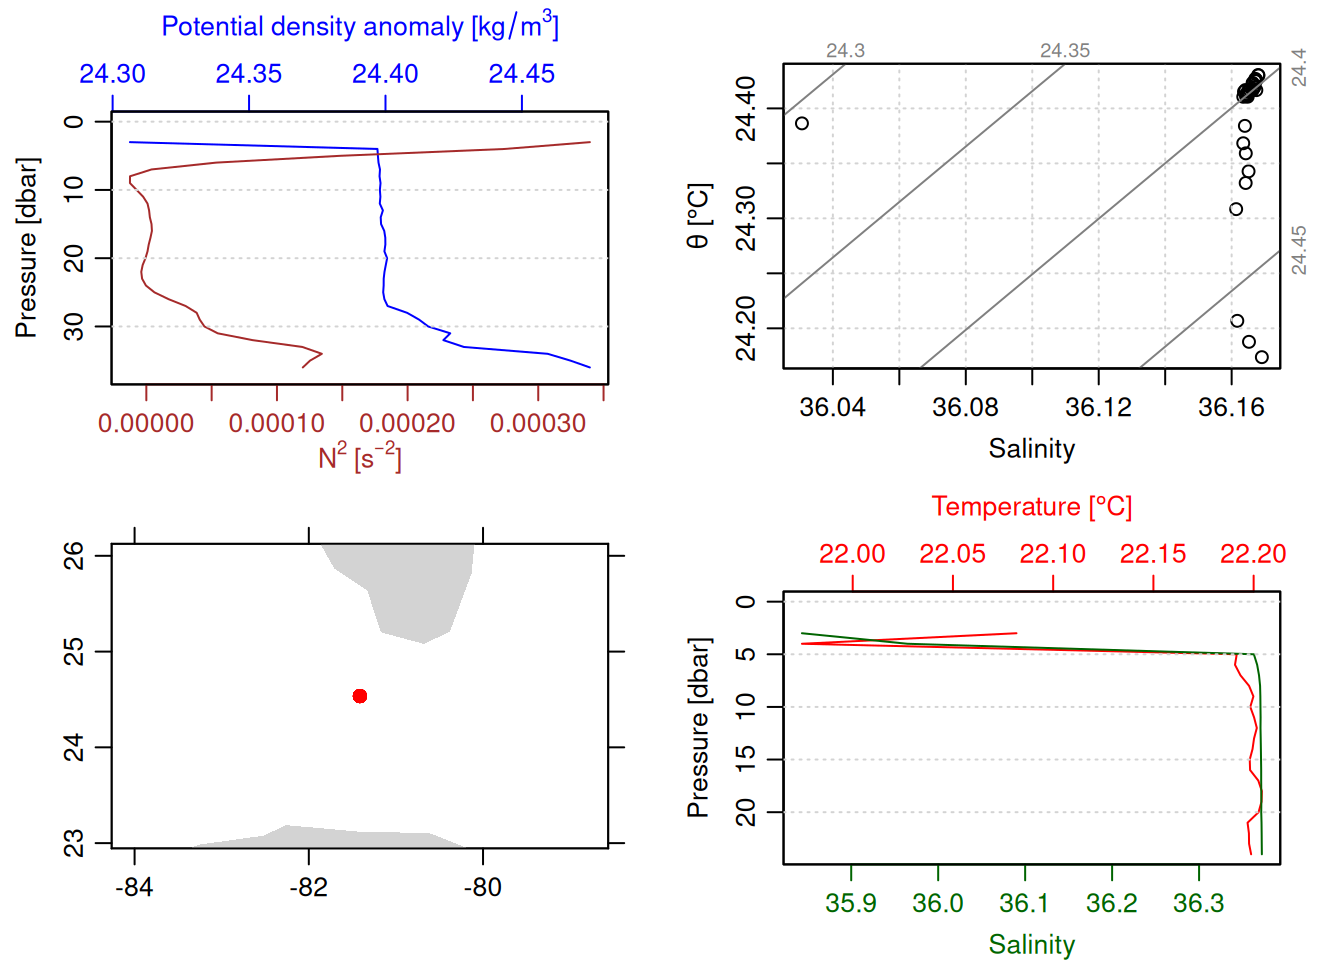 Potential density anomaly [kg/m³]
24.30 24.35 24.40 24.45
Pressure [dbar]
0
10
20
30
0.00000 0.00010 0.00020 0.00030
N² [s⁻²]
24.3 24.35
24.4
24.45
θ [°C]
24.40
24.30
24.20
36.04 36.08 36.12 36.16
Salinity
26
25
24
23
-84 -82 -80
Temperature [°C]
22.00 22.05 22.10 22.15 22.20
Pressure [dbar]
0
5
10
15
20
35.9 36.0 36.1 36.2 36.3
Salinity